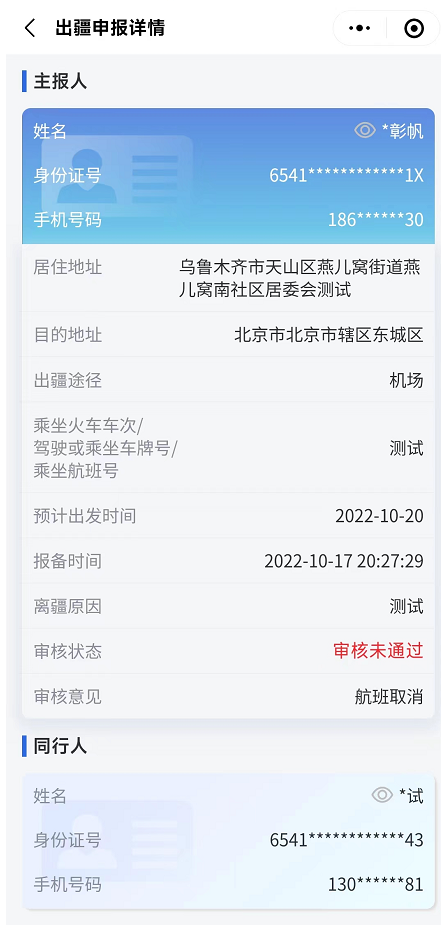 出疆申报详情
主报人
姓名 *彰帆
身份证号 6541************1X
手机号码 186******30
居住地址 乌鲁木齐市天山区燕儿窝街道燕
儿窝南社区居委会测试
目的地址 北京市北京市辖区东城区
出疆途径 机场
乘坐火车车次/
驾驶或乘坐车牌号/ 测试
乘坐航班号
预计出发时间 2022-10-20
报备时间 2022-10-17 20:27:29
离疆原因 测试
审核状态 审核未通过
审核意见 航班取消
同行人
姓名 *试
身份证号 6541************43
手机号码 130******81